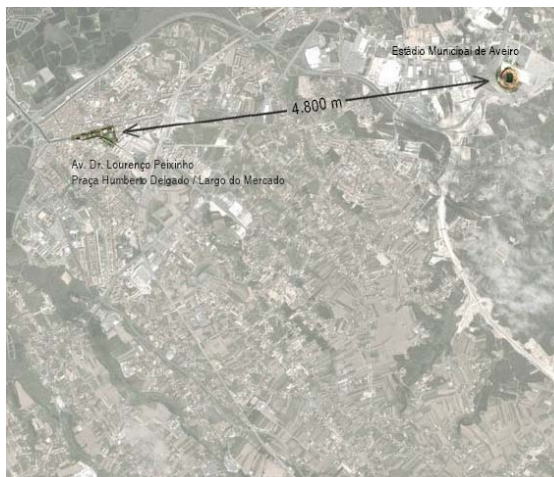 Estádio Municipal de Aveiro
4.800 m
Av. Dr. Lourenço Peixinho
Praça Humberto Delgado / Largo do Mercado